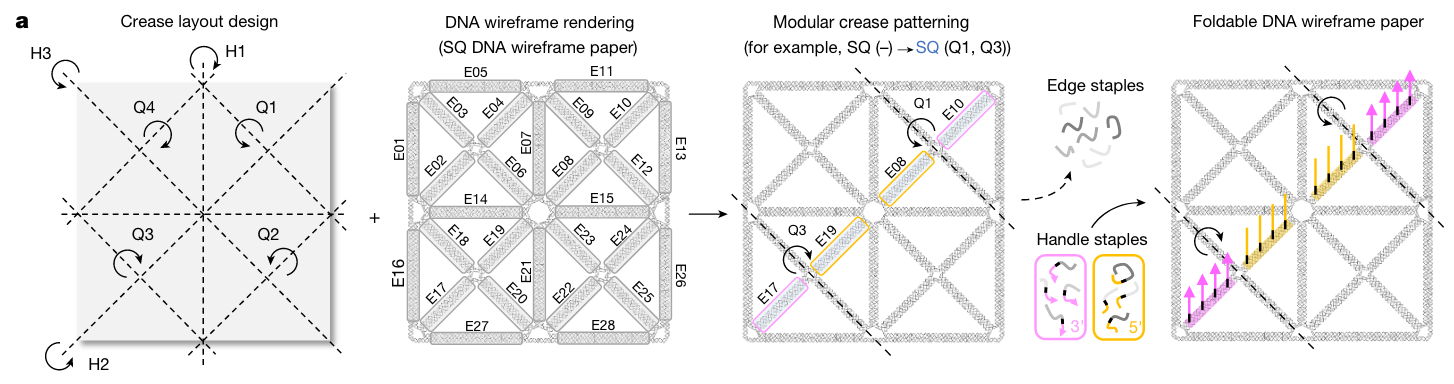 a
Crease layout design
DNA wireframe rendering
(SQ DNA wireframe paper)
Modular crease patterning
(for example, SQ (–) →SQ (Q1, Q3))
Foldable DNA wireframe paper
H3
H1
Q4
Q1
Q3
Q2
H2
+
E05
E11
E03
E04
E09
E10
E01
E07
E13
E02
E06
E08
E12
E14
E15
E18
E19
E23
E24
E16
E21
E26
E17
E20
E22
E25
E27
E28
Q1
E10
E08
Q3
E19
E17
Edge staples
Handle staples
3'
5'